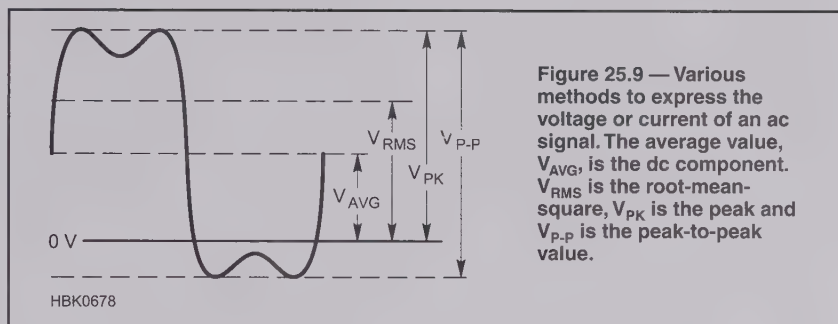 V_RMS
V_P-P
V_PK
V_AVG
0 V
HBK0678
Figure 25.9 — Various
methods to express the
voltage or current of an ac
signal. The average value,
V_AVG, is the dc component.
V_RMS is the root-mean-
square, V_PK is the peak and
V_P-P is the peak-to-peak
value.